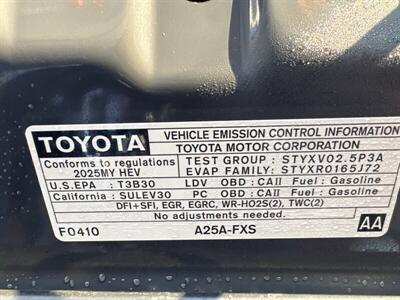 TOYOTA
VEHICLE EMISSION CONTROL INFORMATION
TOYOTA MOTOR CORPORATION
Conforms to regulations
2025MY HEV
TEST GROUP : STYXV02.5P3A
EVAP FAMILY : STYXR0165J72
U.S.EPA : T3B30 LDV OBD : CAII Fuel : Gasoline
California : SULEV30 PC OBD : CAII Fuel : Gasoline
DFI+SFI, EGR, EGRC, WR-HO2S(2), TWC(2)
No adjustments needed.
F0410 A25A-FXS AA